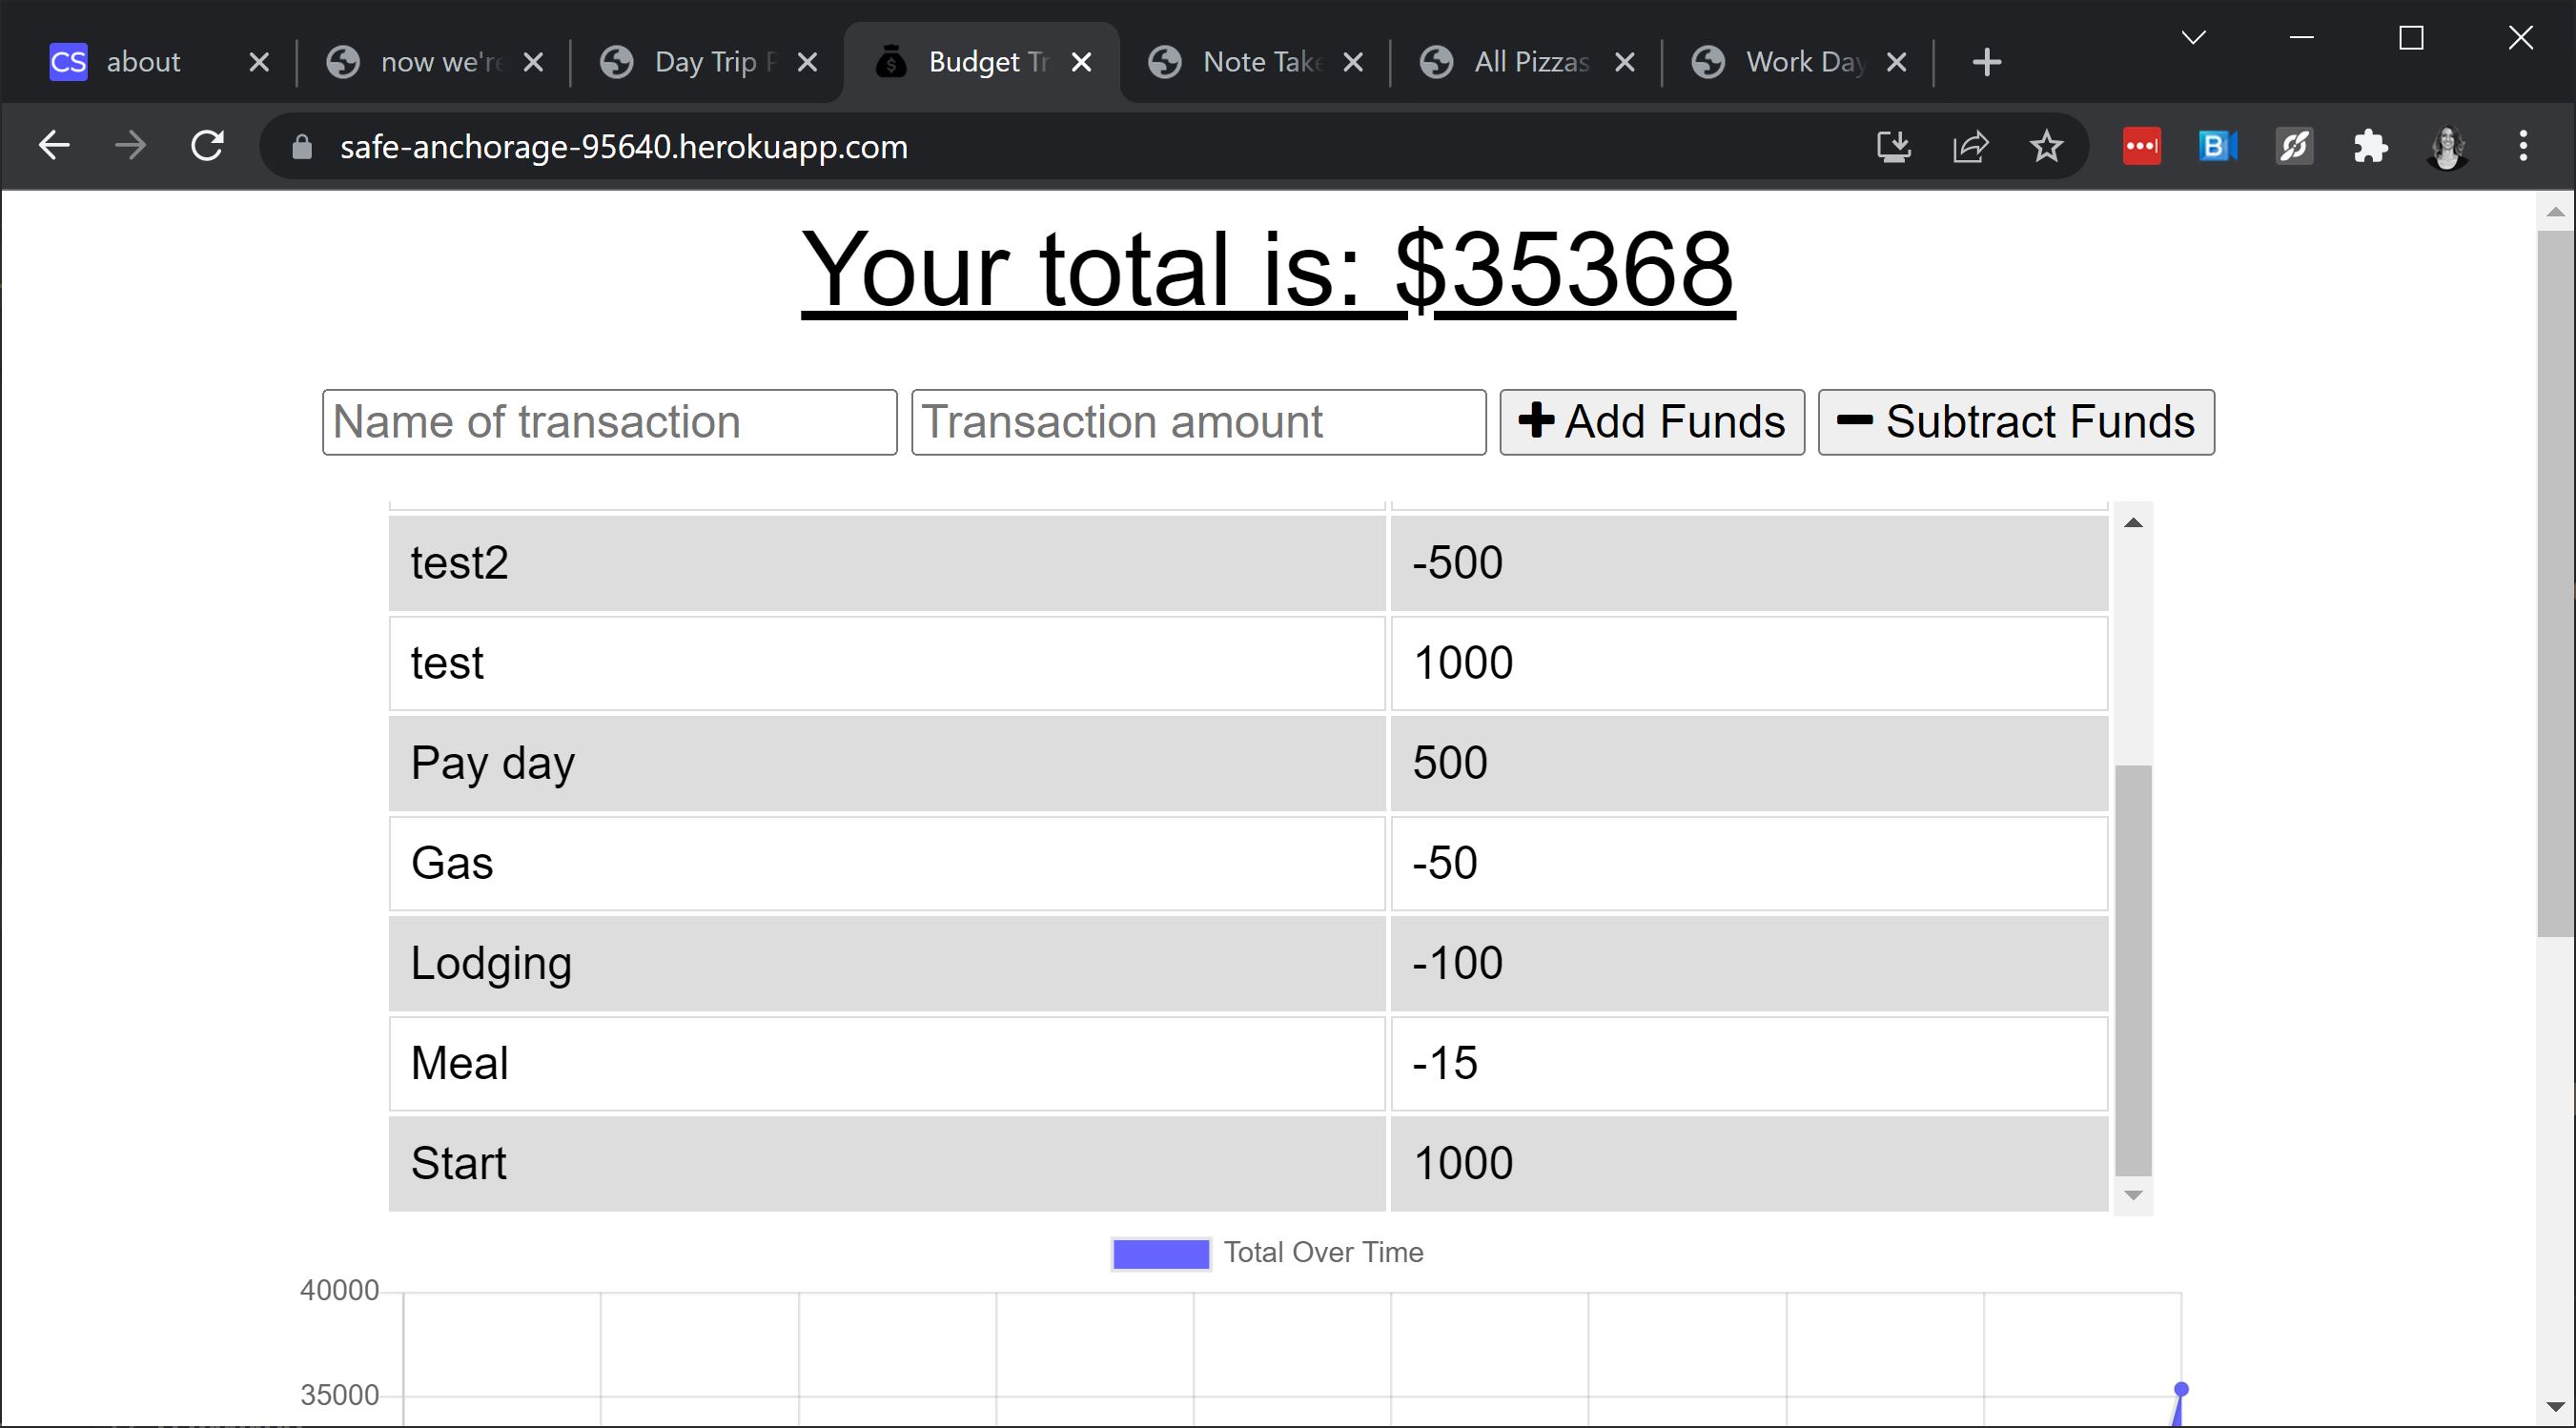 CS about now we're Day Trip P Budget Tr Note Take All Pizzas Work Day
safe-anchorage-95640.herokuapp.com
Your total is: $35368
Name of transaction Transaction amount Add Funds Subtract Funds
test2 -500
test 1000
Pay day 500
Gas -50
Lodging -100
Meal -15
Start 1000
Total Over Time
40000
35000